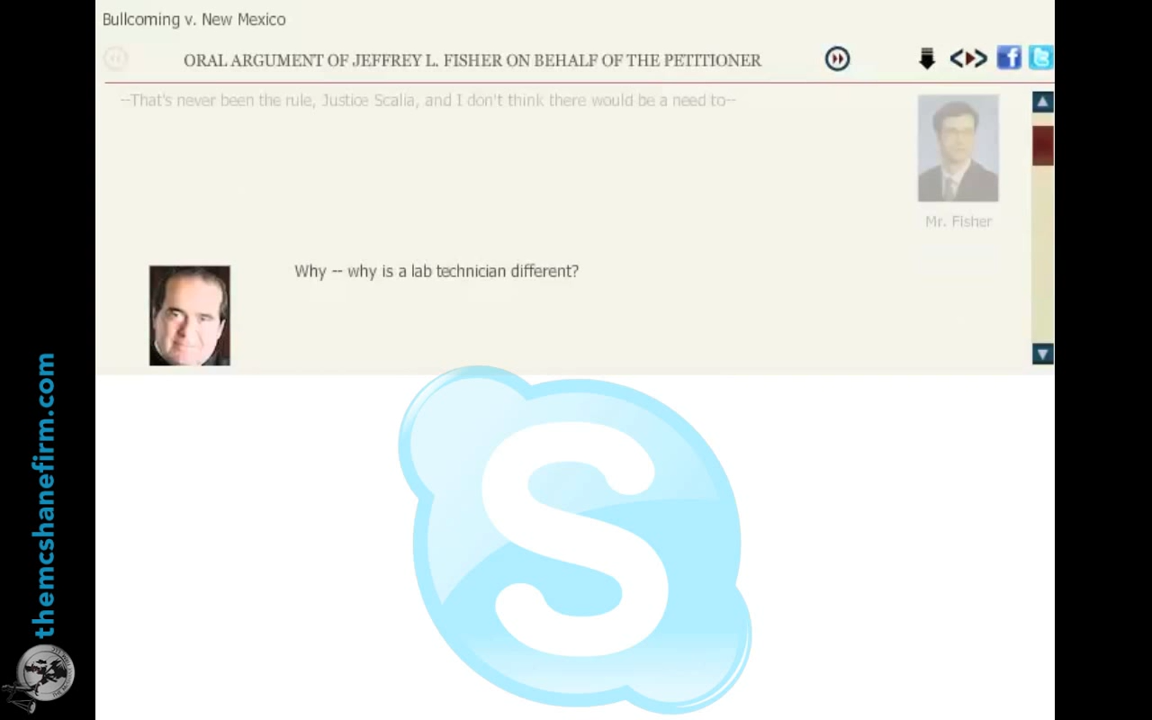 Bullcoming v. New Mexico
ORAL ARGUMENT OF JEFFREY L. FISHER ON BEHALF OF THE PETITIONER
--That's never been the rule, Justice Scalia, and I don't think there would be a need to--
Mr. Fisher
Why -- why is a lab technician different?
themcshanefirm.com